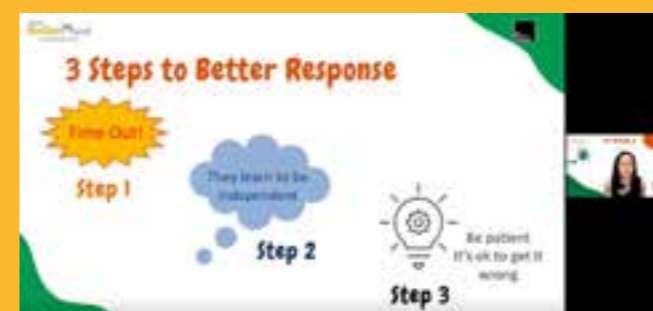 3 Steps to Better Response
Time Out!
Step 1
They learn to be
independent
Step 2
Be patient
It's ok to get it
wrong
Step 3